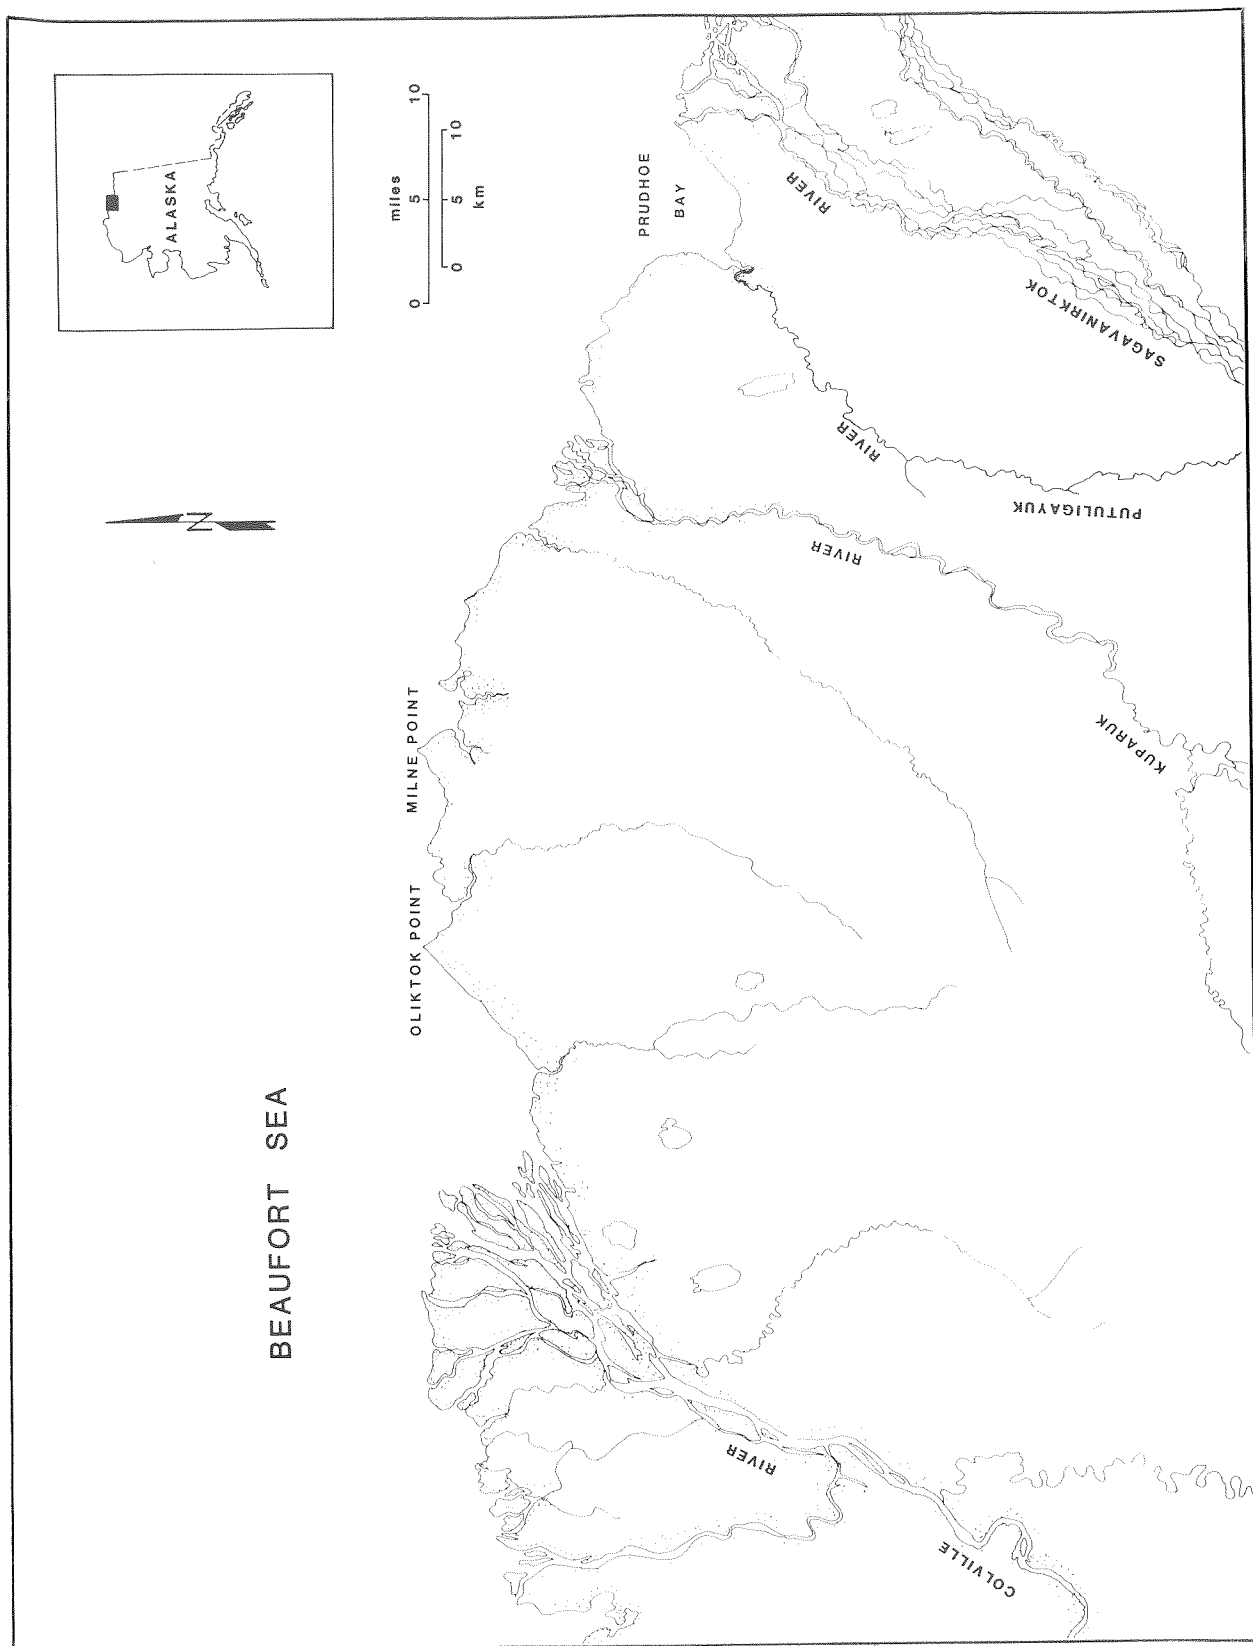 BEAUFORT SEA
OLIKTOK POINT
MILNE POINT
PRUDHOE
BAY
ALASKA
miles
0 5 10
0 5 10
km
N
COLVILLE
RIVER
KUPARUK
RIVER
PUTULIGAYUK
RIVER
SAGAVANIRKTOK
RIVER